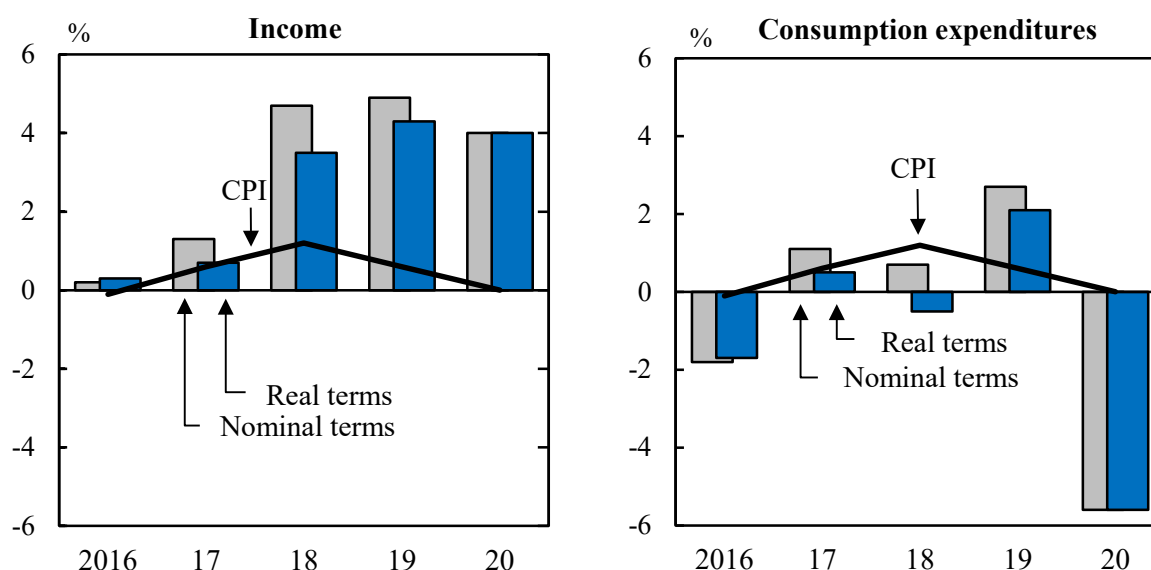 Income
%
6
4
2
0
-2
-4
-6
CPI
Real terms
Nominal terms
2016 17 18 19 20
Consumption expenditures
%
6
4
2
0
-2
-4
-6
CPI
Real terms
Nominal terms
2016 17 18 19 20